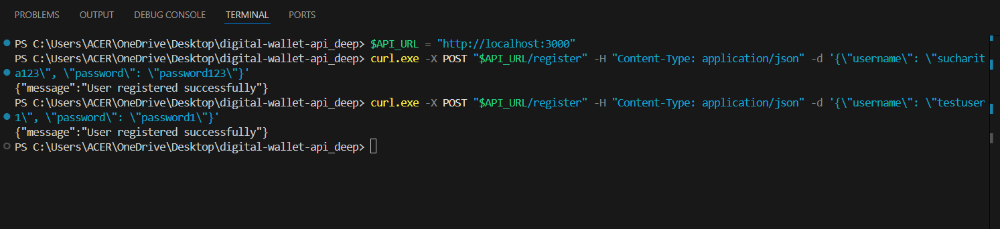 PROBLEMS OUTPUT DEBUG CONSOLE TERMINAL PORTS
PS C:\Users\ACER\OneDrive\Desktop\digital-wallet-api_deep> $API_URL = "http://localhost:3000"
PS C:\Users\ACER\OneDrive\Desktop\digital-wallet-api_deep> curl.exe -X POST "$API_URL/register" -H "Content-Type: application/json" -d '{\"username\": \"sucharit
a123\", \"password\": \"password123\"}'
{"message":"User registered successfully"}
PS C:\Users\ACER\OneDrive\Desktop\digital-wallet-api_deep> curl.exe -X POST "$API_URL/register" -H "Content-Type: application/json" -d '{\"username\": \"testuser
1\", \"password\": \"password1\"}'
{"message":"User registered successfully"}
PS C:\Users\ACER\OneDrive\Desktop\digital-wallet-api_deep>